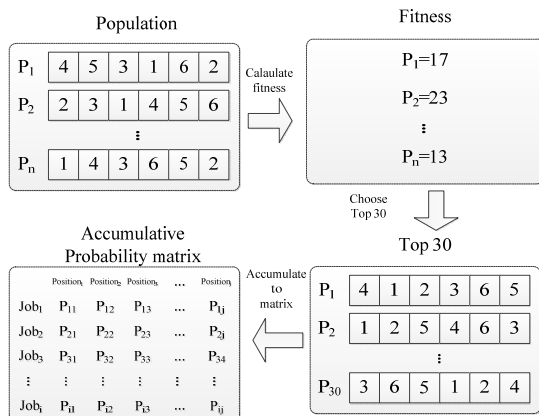 Population
P1 4 5 3 1 6 2
P2 2 3 1 4 5 6
⋮
Pn 1 4 3 6 5 2
Calaulate
fitness
Fitness
P1=17
P2=23
⋮
Pn=13
Choose
Top 30
Top 30
P1 4 1 2 3 6 5
P2 1 2 5 4 6 3
⋮
P30 3 6 5 1 2 4
Accumulate
to
matrix
Accumulative
Probability matrix
Position1 Position2 Position3 ... Positionj
Job1 P11 P12 P13 ... P1j
Job2 P21 P22 P23 ... P2j
Job3 P31 P32 P33 ... P34
⋮ ⋮ ⋮ ⋮ ... ⋮
Jobi Pi1 Pi2 Pi3 ... Pij